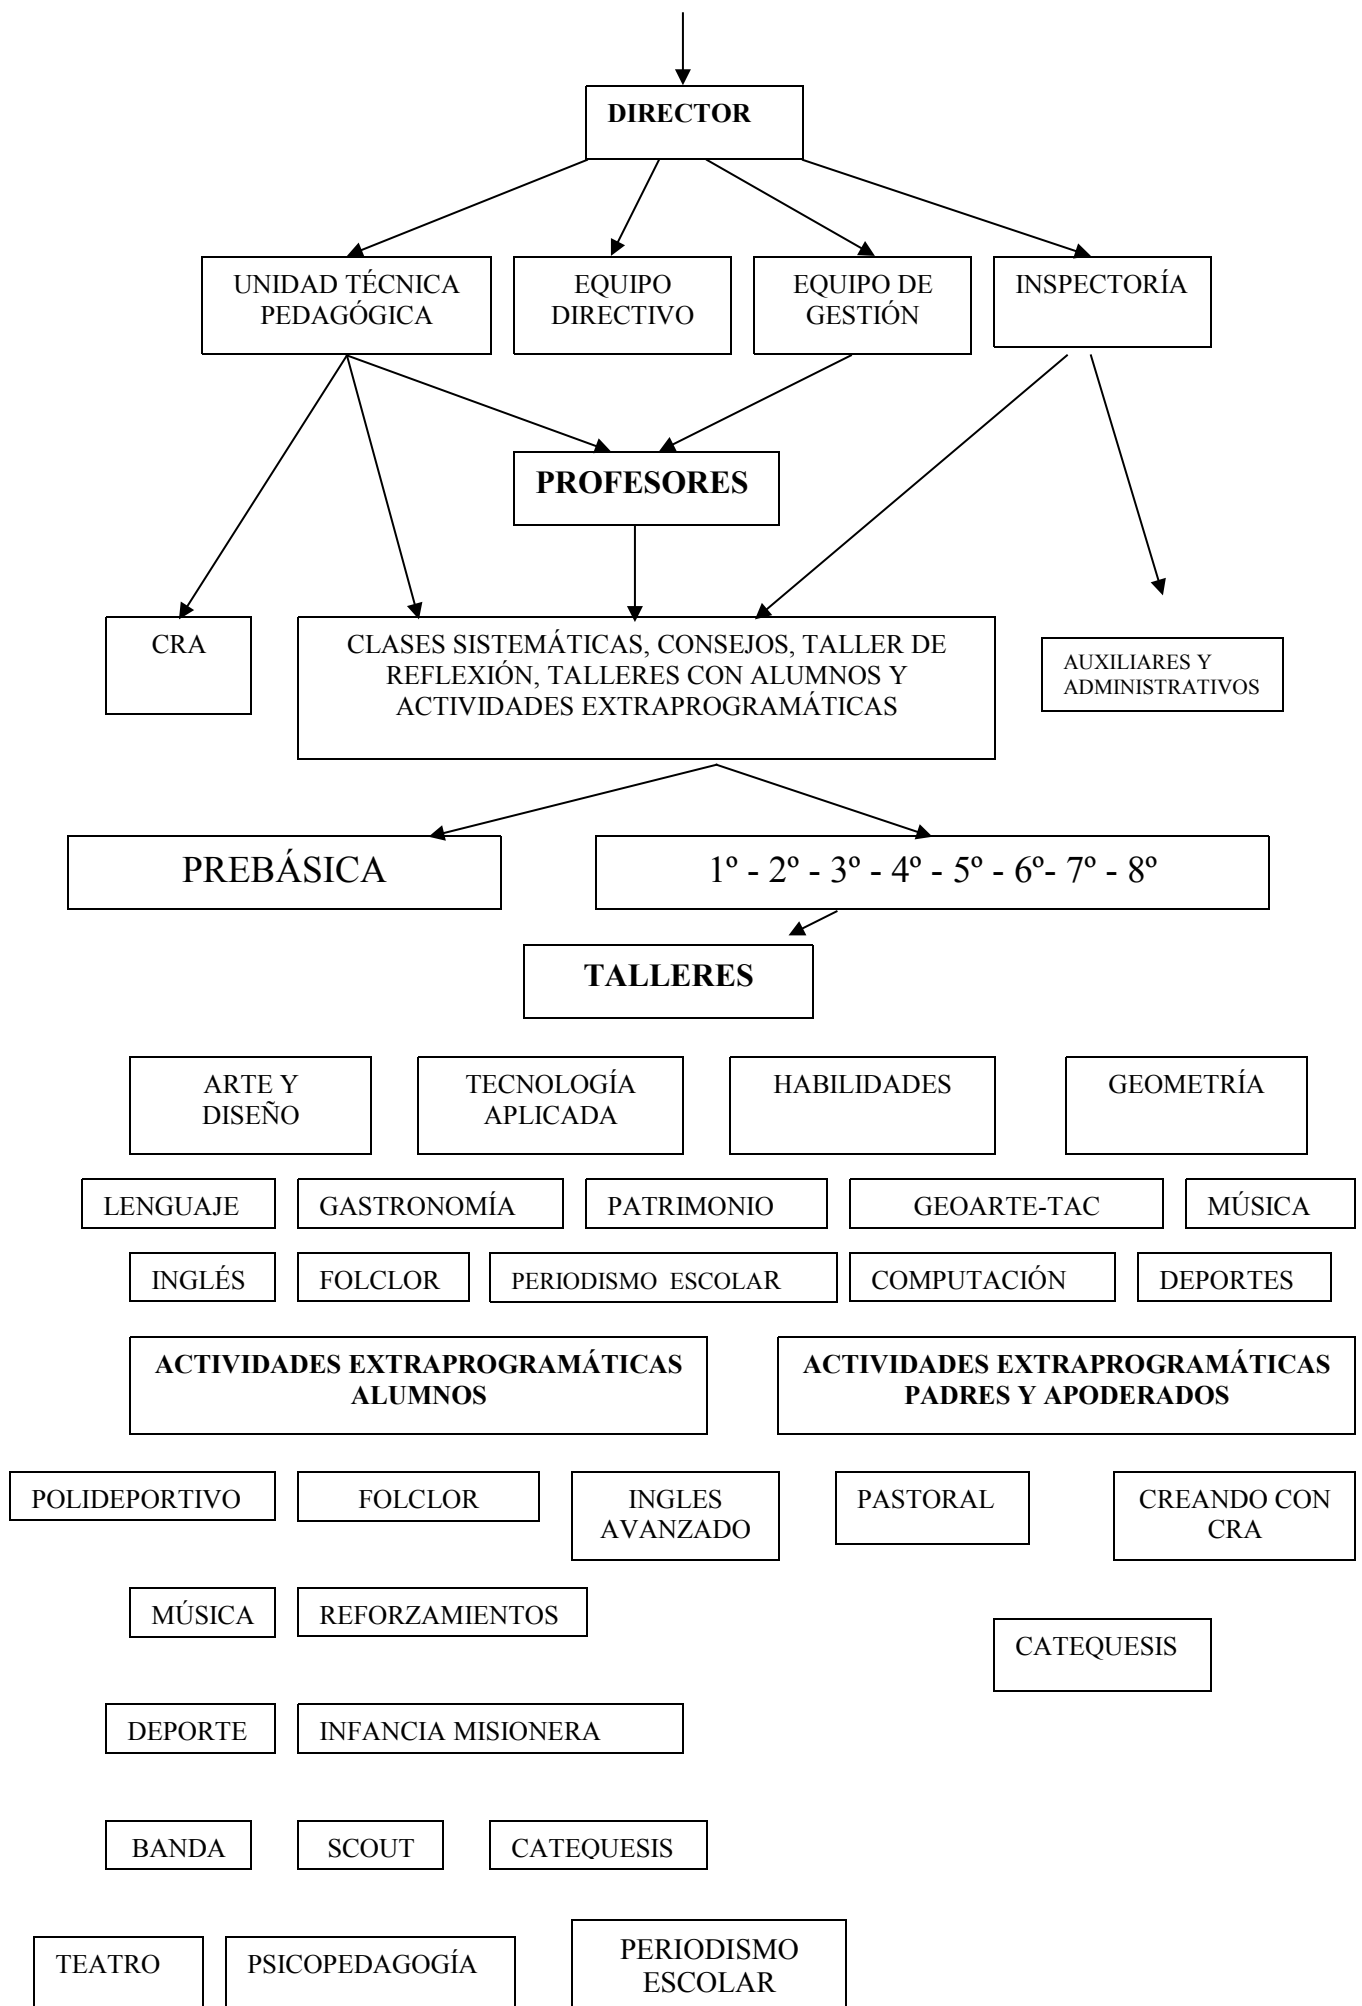 DIRECTOR
UNIDAD TÉCNICA
PEDAGÓGICA
EQUIPO
DIRECTIVO
EQUIPO DE
GESTIÓN
INSPECTORÍA
PROFESORES
CRA
CLASES SISTEMÁTICAS, CONSEJOS, TALLER DE
REFLEXIÓN, TALLERES CON ALUMNOS Y
ACTIVIDADES EXTRAPROGRAMÁTICAS
AUXILIARES Y
ADMINISTRATIVOS
PREBÁSICA
1º - 2º - 3º - 4º - 5º - 6º- 7º - 8º
TALLERES
ARTE Y
DISEÑO
TECNOLOGÍA
APLICADA
HABILIDADES
GEOMETRÍA
LENGUAJE
GASTRONOMÍA
PATRIMONIO
GEOARTE-TAC
MÚSICA
INGLÉS
FOLCLOR
PERIODISMO ESCOLAR
COMPUTACIÓN
DEPORTES
ACTIVIDADES EXTRAPROGRAMÁTICAS
ALUMNOS
ACTIVIDADES EXTRAPROGRAMÁTICAS
PADRES Y APODERADOS
POLIDEPORTIVO
FOLCLOR
INGLES
AVANZADO
PASTORAL
CREANDO CON
CRA
MÚSICA
REFORZAMIENTOS
CATEQUESIS
DEPORTE
INFANCIA MISIONERA
BANDA
SCOUT
CATEQUESIS
TEATRO
PSICOPEDAGOGÍA
PERIODISMO
ESCOLAR